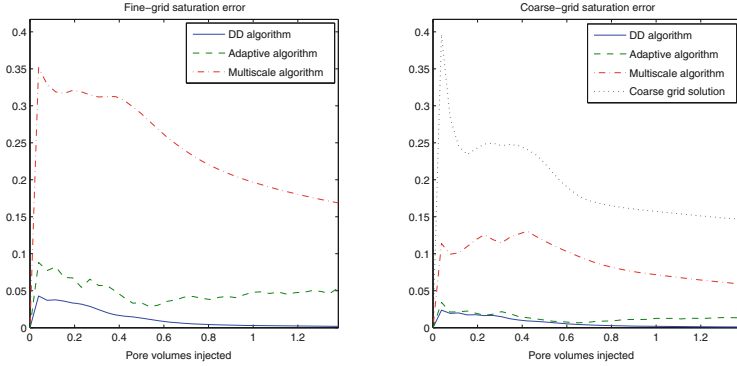 Fine-grid saturation error
0.4
0.35
0.3
0.25
0.2
0.15
0.1
0.05
0
0
0.2
0.4
0.6
0.8
1
1.2
Pore volumes injected
DD algorithm
Adaptive algorithm
Multiscale algorithm
Coarse-grid saturation error
0.4
0.35
0.3
0.25
0.2
0.15
0.1
0.05
0
0
0.2
0.4
0.6
0.8
1
1.2
Pore volumes injected
DD algorithm
Adaptive algorithm
Multiscale algorithm
Coarse grid solution